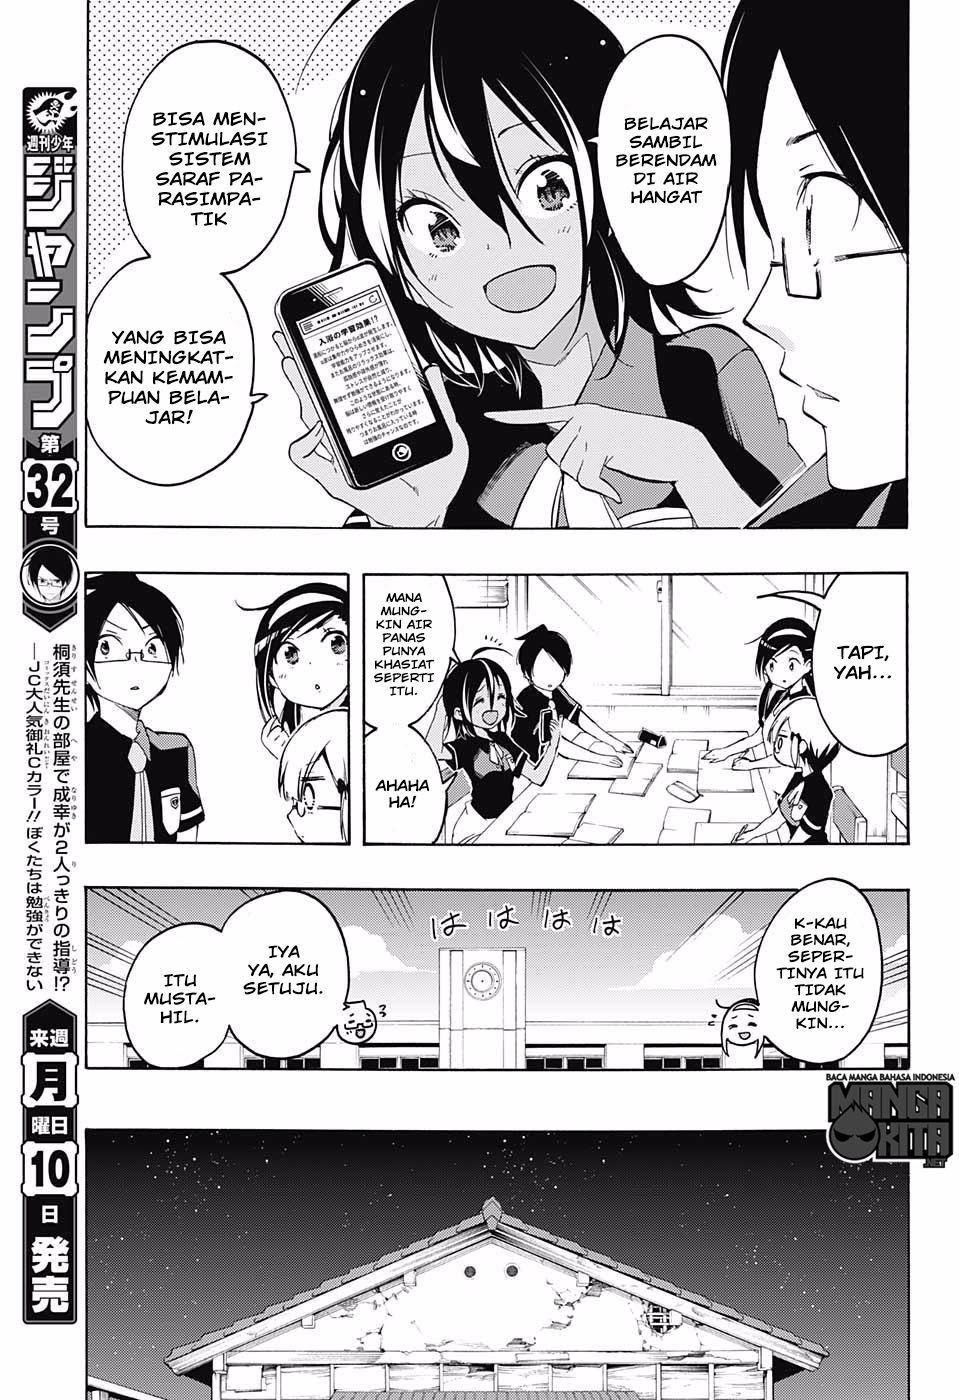 BELAJAR
SAMBIL
BERENDAM
DI AIR
HANGAT
BISA MEN-
STIMULASI
SISTEM
SARAF PA-
RASIMPA-
TIK
YANG BISA
MENINGKAT-
KAN KEMAM-
PUAN BELA-
JAR!
入浴の学習効果!?
TAPI,
YAH...
MANA
MUNG-
KIN AIR
PANAS
PUNYA
KHASIAT
SEPERTI
ITU.
AHAHA
HA!
はははは
K-KAU
BENAR,
SEPER-
TINYA ITU
TIDAK
MUNG-
KIN...
IYA
YA, AKU
SETUJU.
ITU
MUSTA-
HIL.
BACA MANGA BAHASA INDONESIA
MANGA
KITA
.NET
週刊少年
ジャンプ
第
32
号
桐須先生の部屋で成幸が2人っきりの指導!?
―JC大人気御礼Cカラー!!ぼくたちは勉強ができない
来週
月
曜日
10
日
発売